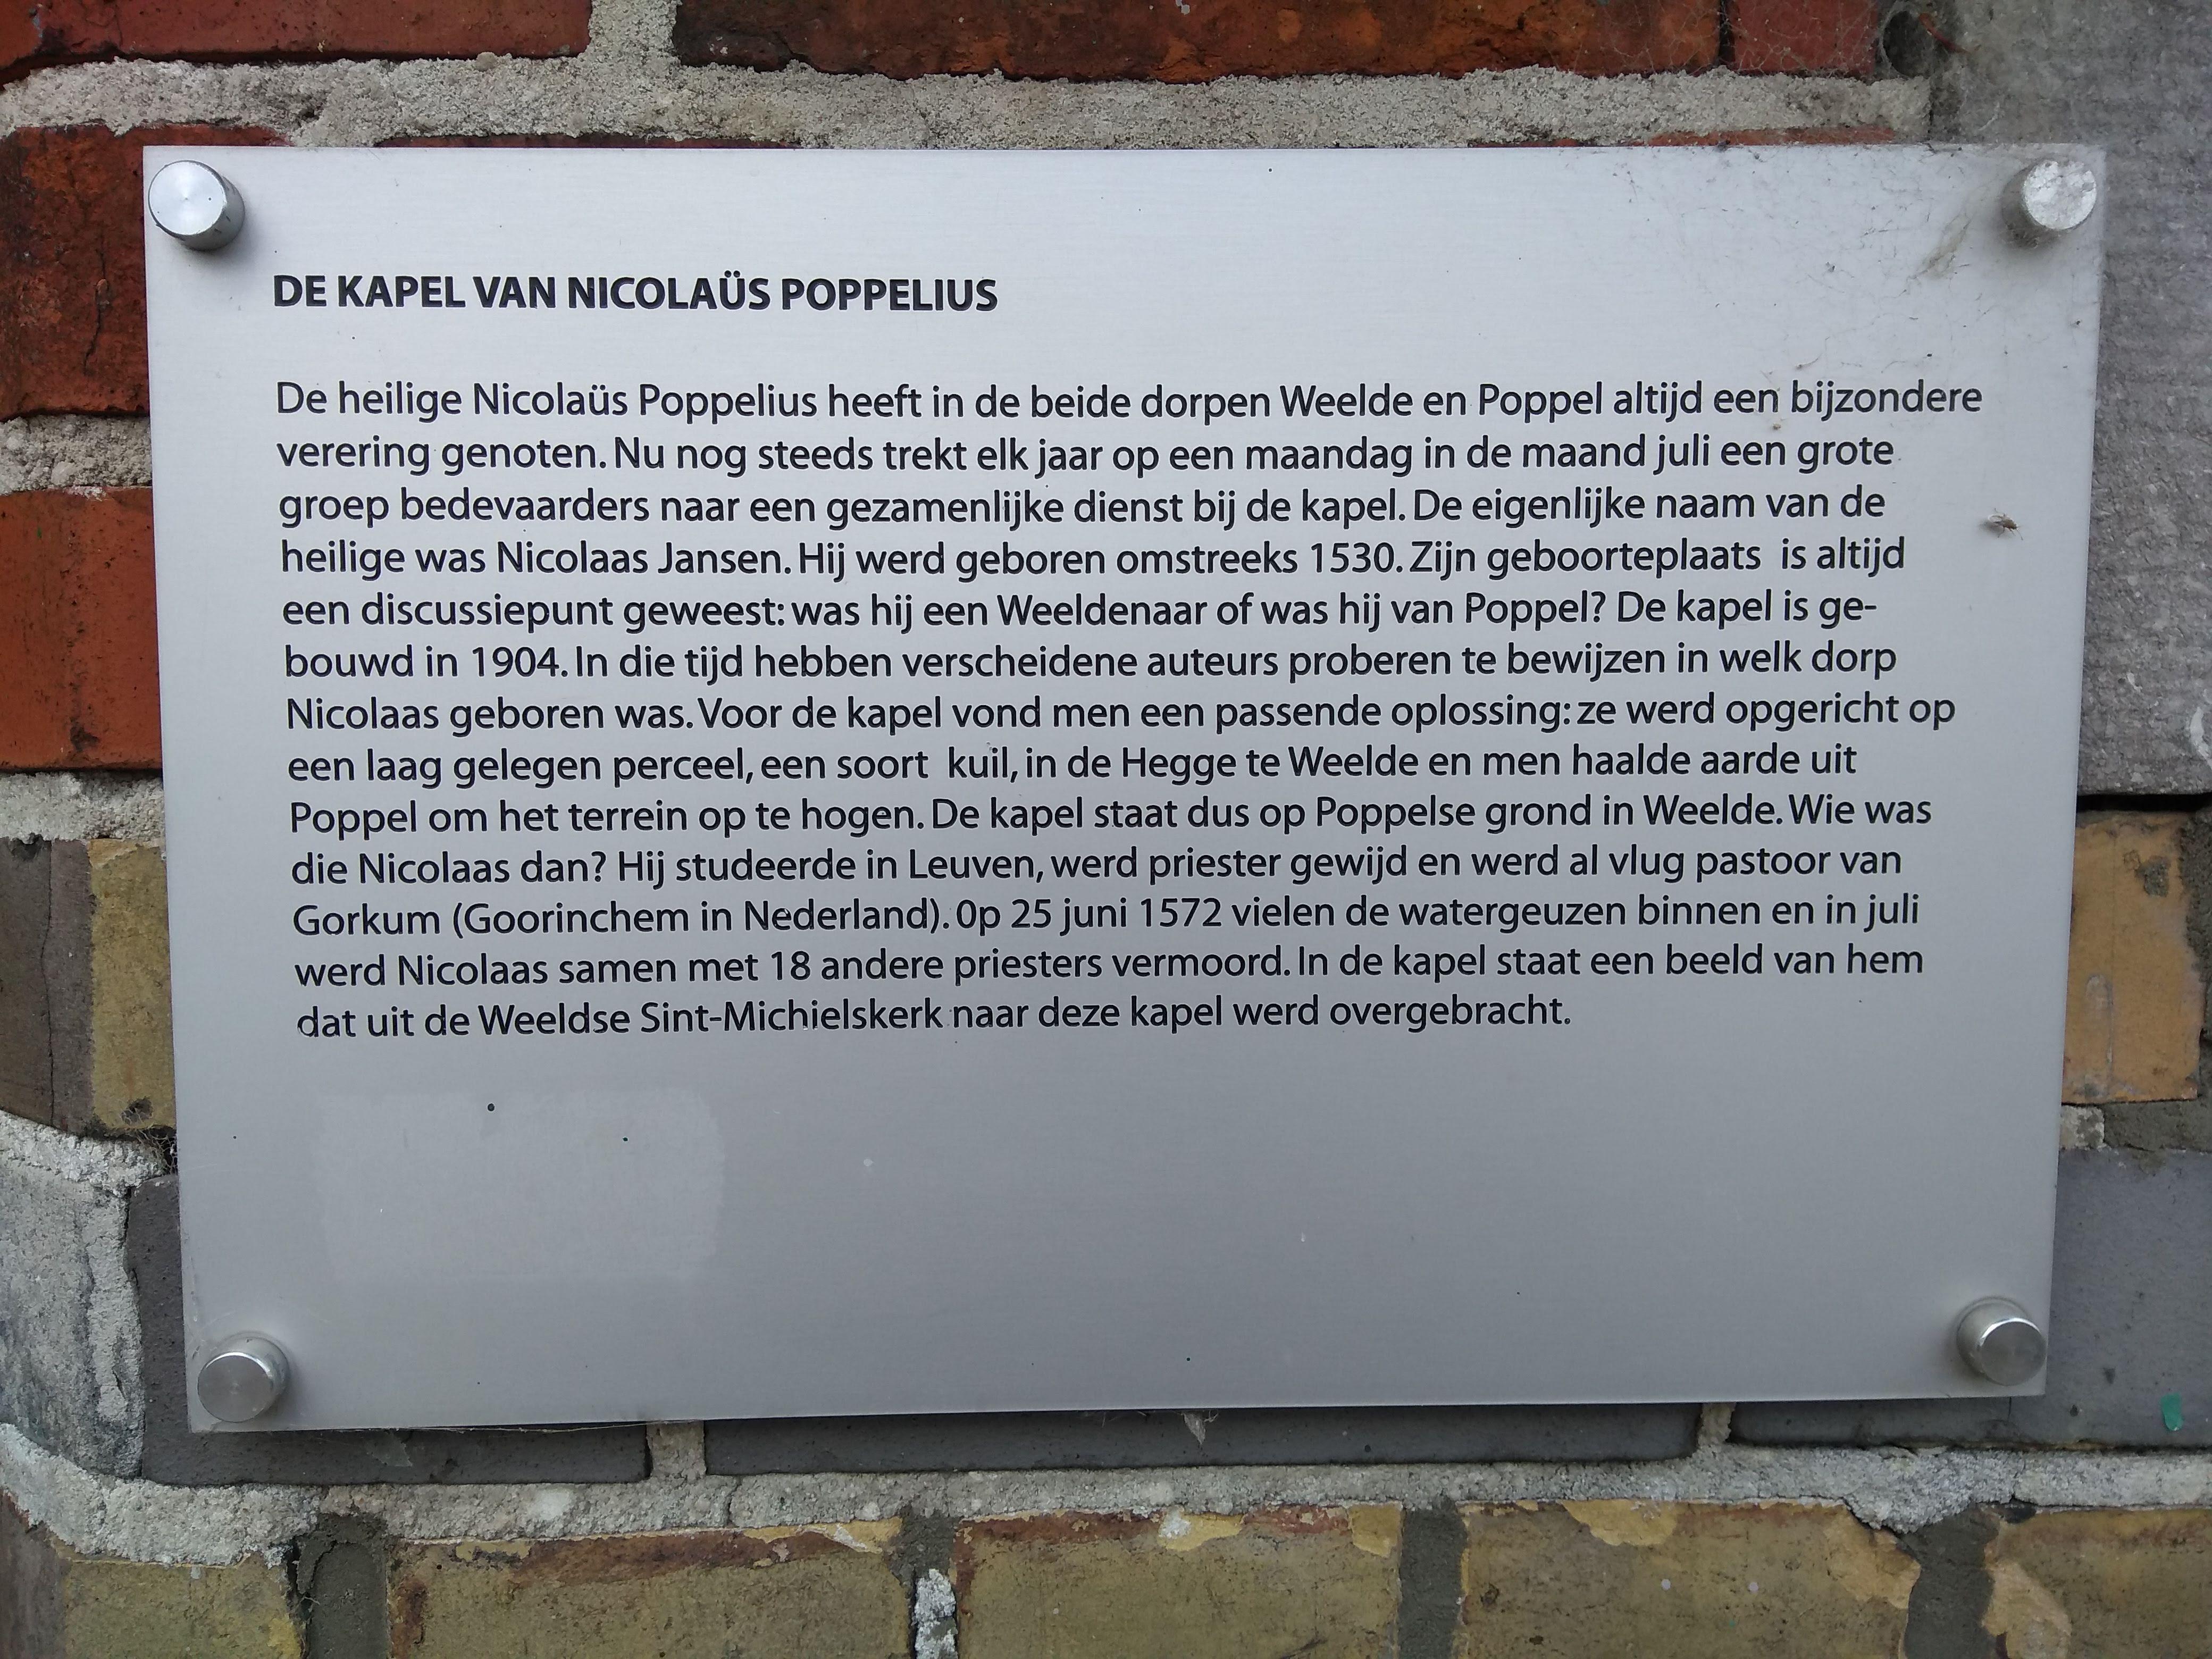 DE KAPEL VAN NICOLAÜS POPPELIUS
De heilige Nicolaüs Poppelius heeft in de beide dorpen Weelde en Poppel altijd een bijzondere
verering genoten. Nu nog steeds trekt elk jaar op een maandag in de maand juli een grote
groep bedevaarders naar een gezamenlijke dienst bij de kapel. De eigenlijke naam van de
heilige was Nicolaas Jansen. Hij werd geboren omstreeks 1530. Zijn geboorteplaats is altijd
een discussiepunt geweest: was hij een Weeldenaar of was hij van Poppel? De kapel is ge-
bouwd in 1904. In die tijd hebben verscheidene auteurs proberen te bewijzen in welk dorp
Nicolaas geboren was. Voor de kapel vond men een passende oplossing: ze werd opgericht op
een laag gelegen perceel, een soort kuil, in de Hegge te Weelde en men haalde aarde uit
Poppel om het terrein op te hogen. De kapel staat dus op Poppelse grond in Weelde. Wie was
die Nicolaas dan? Hij studeerde in Leuven, werd priester gewijd en werd al vlug pastoor van
Gorkum (Goorinchem in Nederland). 0p 25 juni 1572 vielen de watergeuzen binnen en in juli
werd Nicolaas samen met 18 andere priesters vermoord. In de kapel staat een beeld van hem
dat uit de Weeldse Sint-Michielskerk naar deze kapel werd overgebracht.